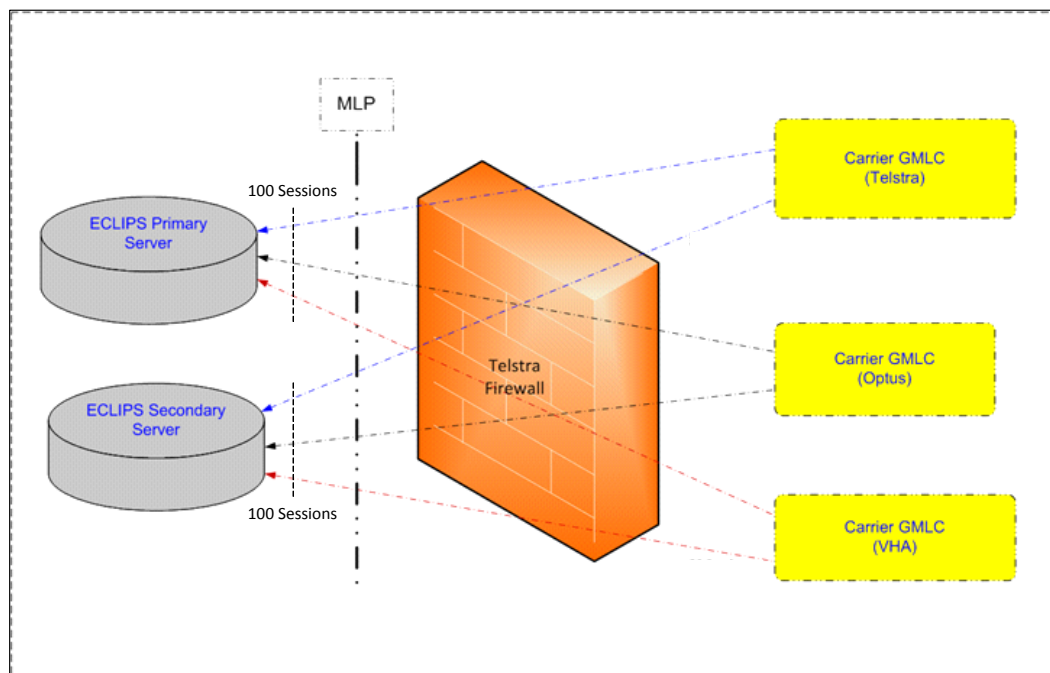 MLP
100 Sessions
ECLIPS Primary
Server
Carrier GMLC
(Telstra)
Telstra
Firewall
Carrier GMLC
(Optus)
ECLIPS Secondary
Server
100 Sessions
Carrier GMLC
(VHA)